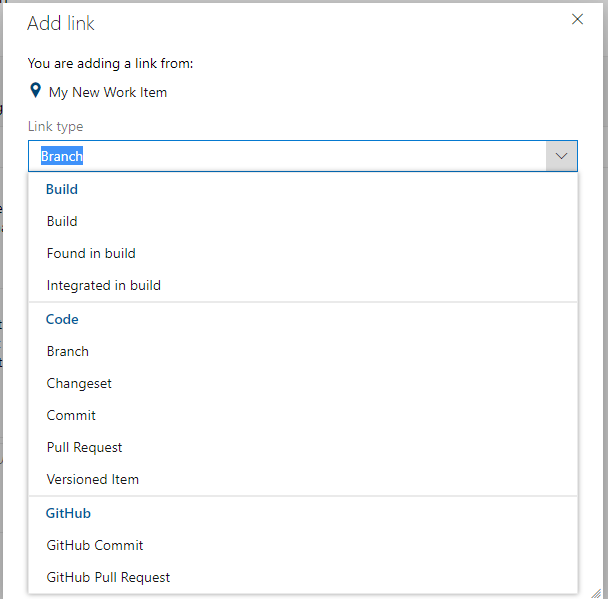 Add link
You are adding a link from:
My New Work Item
Link type
Branch
Build
Build
Found in build
Integrated in build
Code
Branch
Changeset
Commit
Pull Request
Versioned Item
GitHub
GitHub Commit
GitHub Pull Request